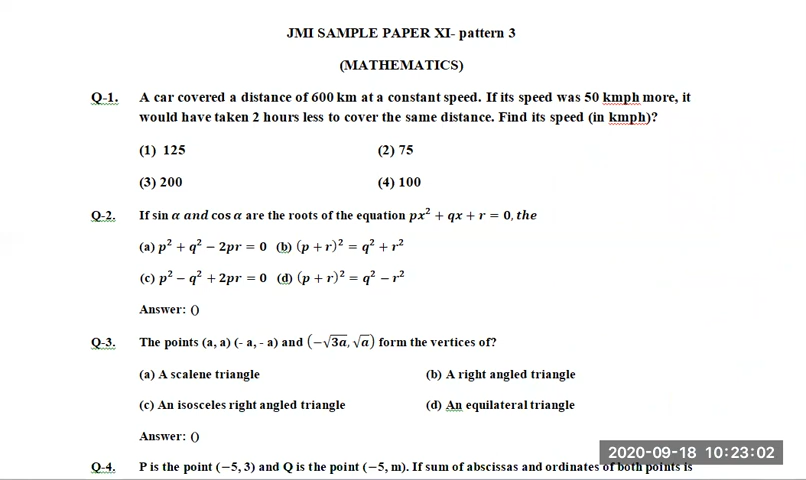 JMI SAMPLE PAPER XI- pattern 3
(MATHEMATICS)
Q-1. A car covered a distance of 600 km at a constant speed. If its speed was 50 kmph more, it
would have taken 2 hours less to cover the same distance. Find its speed (in kmph)?
(1) 125 (2) 75
(3) 200 (4) 100
Q-2. If sin α and cos α are the roots of the equation px² + qx + r = 0, the
(a) p² + q² − 2pr = 0 (b) (p + r)² = q² + r²
(c) p² − q² + 2pr = 0 (d) (p + r)² = q² − r²
Answer: ()
Q-3. The points (a, a) (- a, - a) and (−√3a, √a) form the vertices of?
(a) A scalene triangle (b) A right angled triangle
(c) An isosceles right angled triangle (d) An equilateral triangle
Answer: ()
2020-09-18 10:23:02
Q-4. P is the point (−5, 3) and Q is the point (−5, m). If sum of abscissas and ordinates of both points is